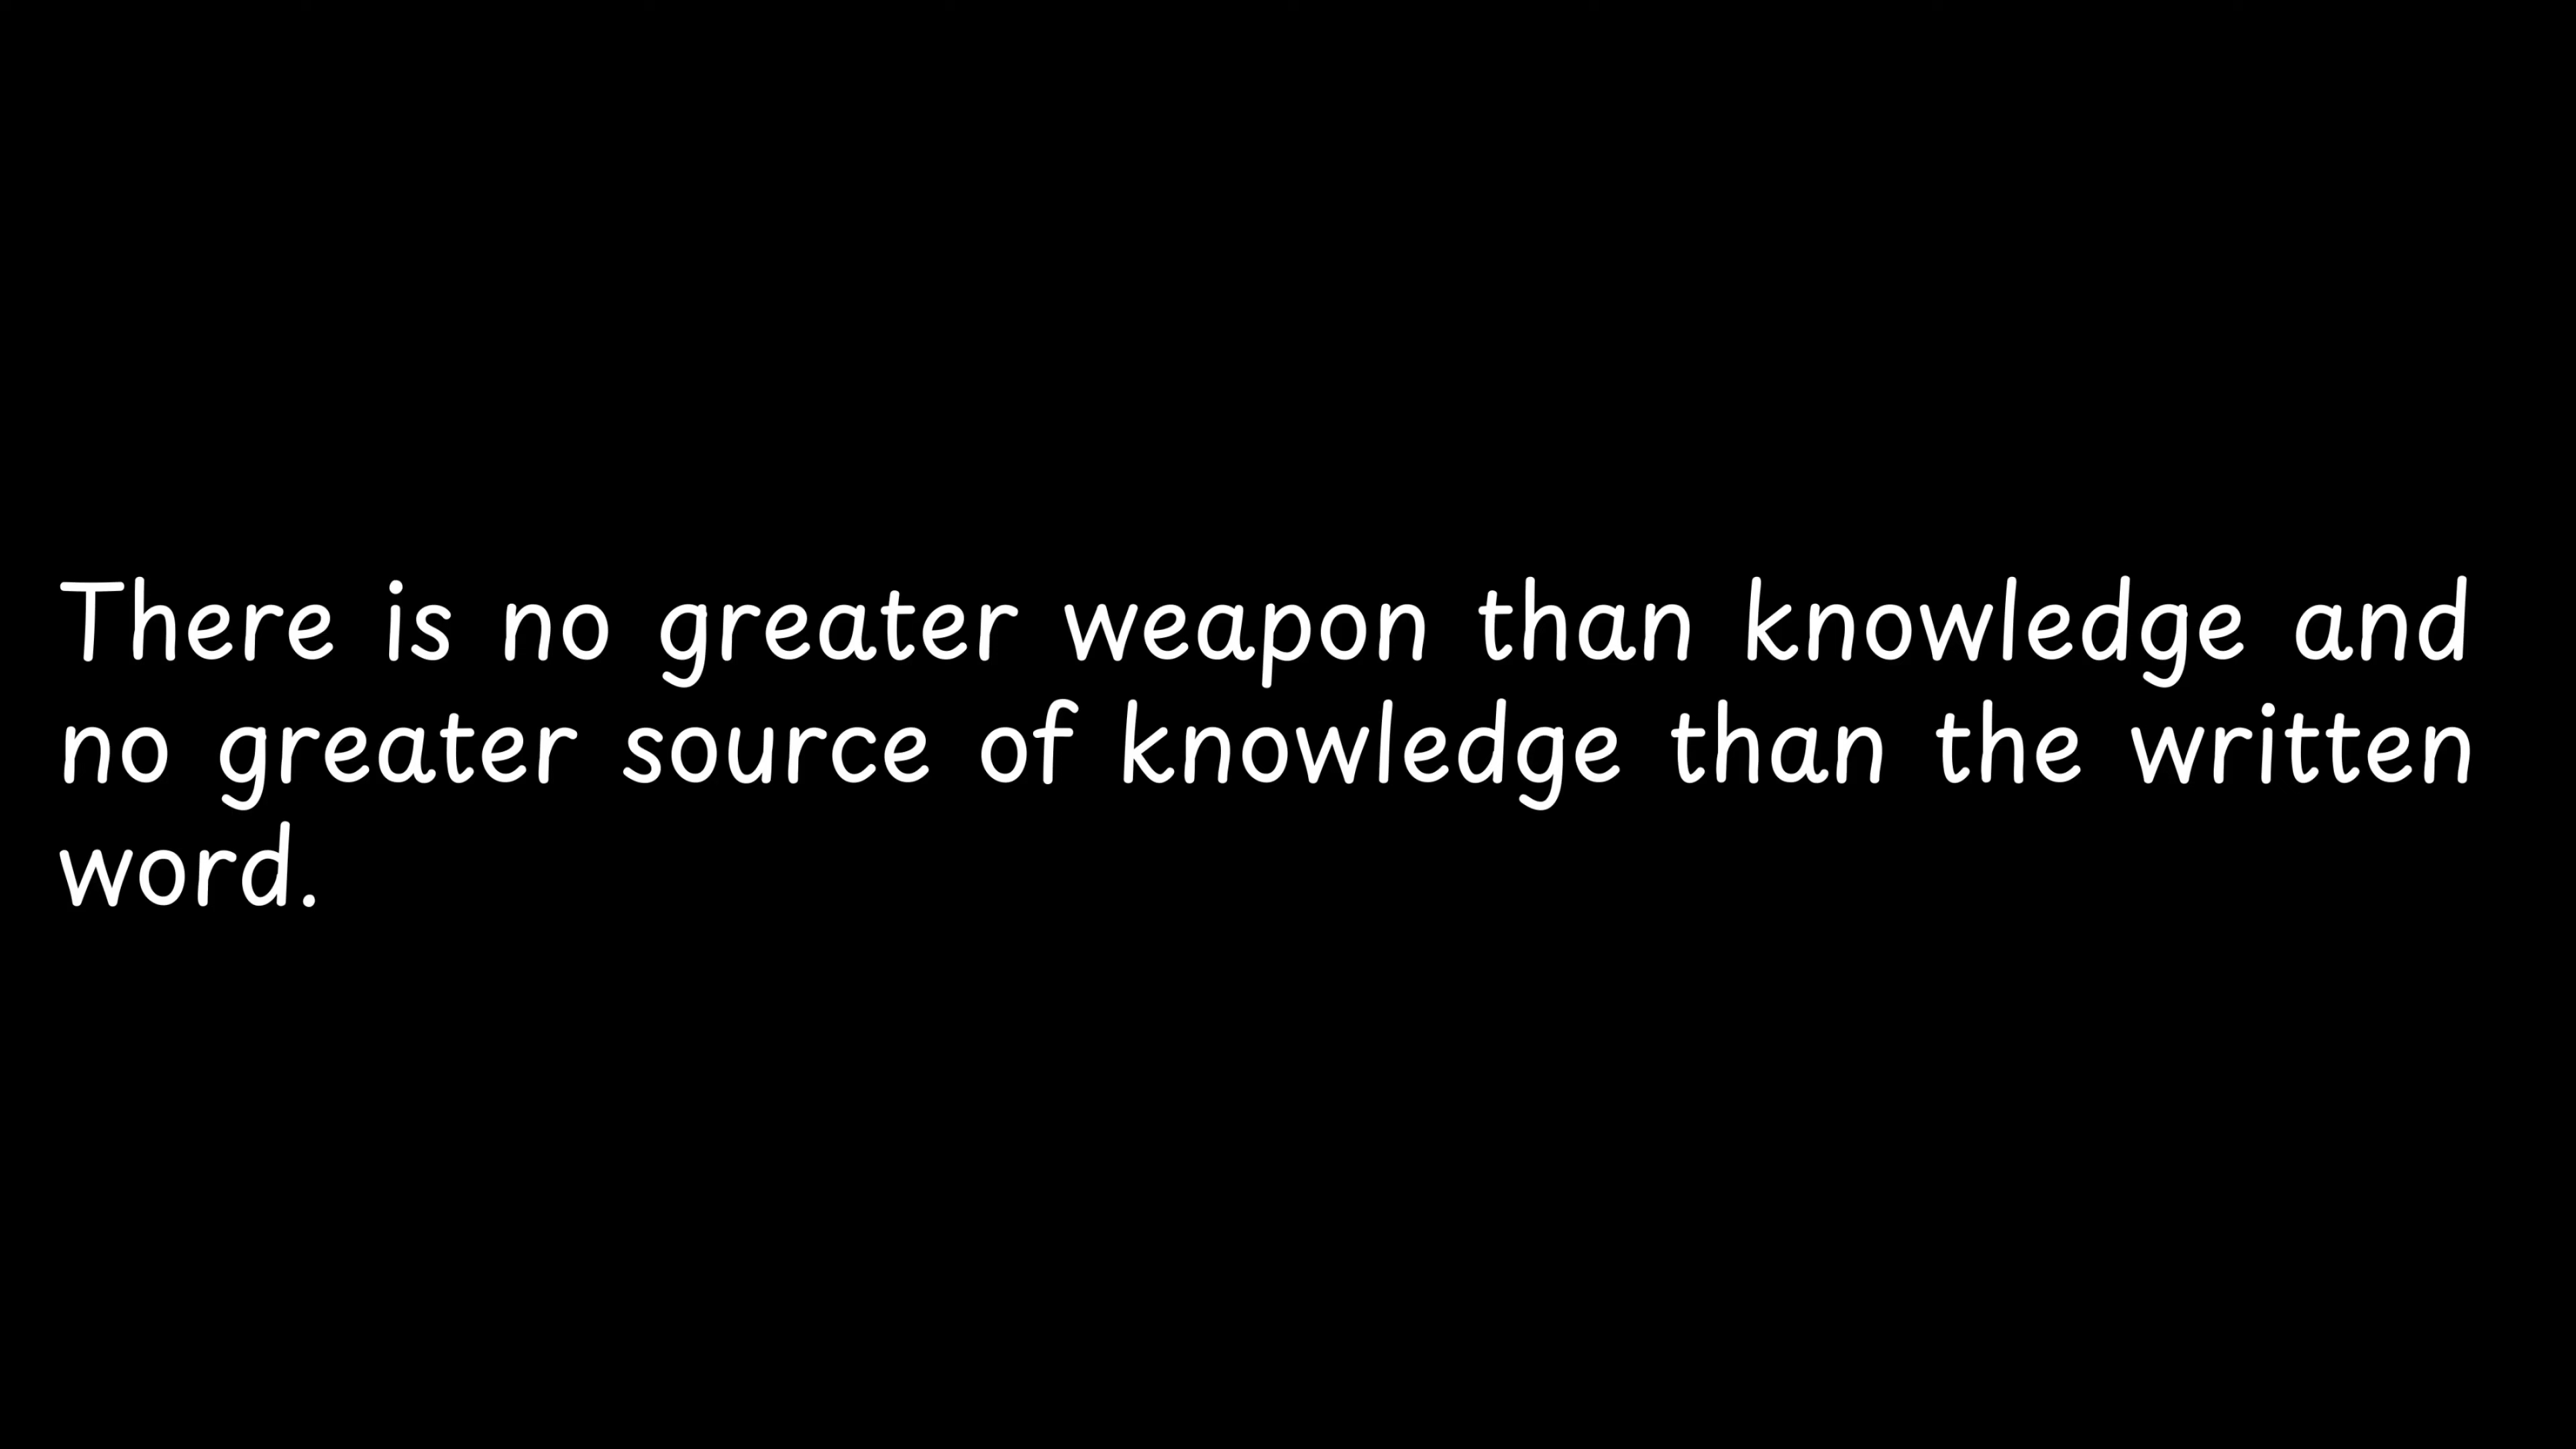 There is no greater weapon than knowledge and
no greater source of knowledge than the written
word.